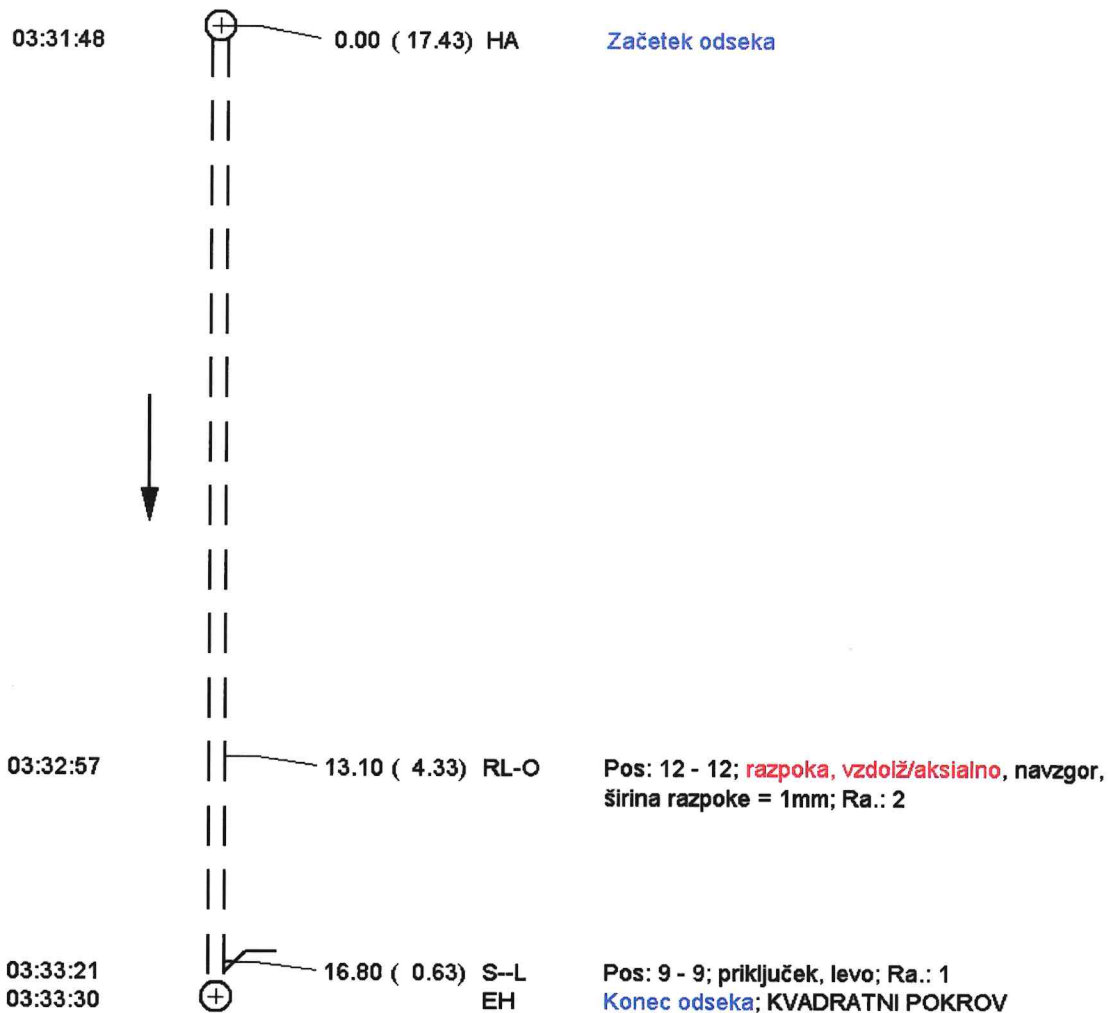 03:31:48 0.00 ( 17.43) HA Začetek odseka
03:32:57 13.10 ( 4.33) RL-O Pos: 12 - 12; razpoka, vzdolž/aksialno, navzgor,
širina razpoke = 1mm; Ra.: 2
03:33:21 16.80 ( 0.63) S--L Pos: 9 - 9; priključek, levo; Ra.: 1
03:33:30 EH Konec odseka; KVADRATNI POKROV